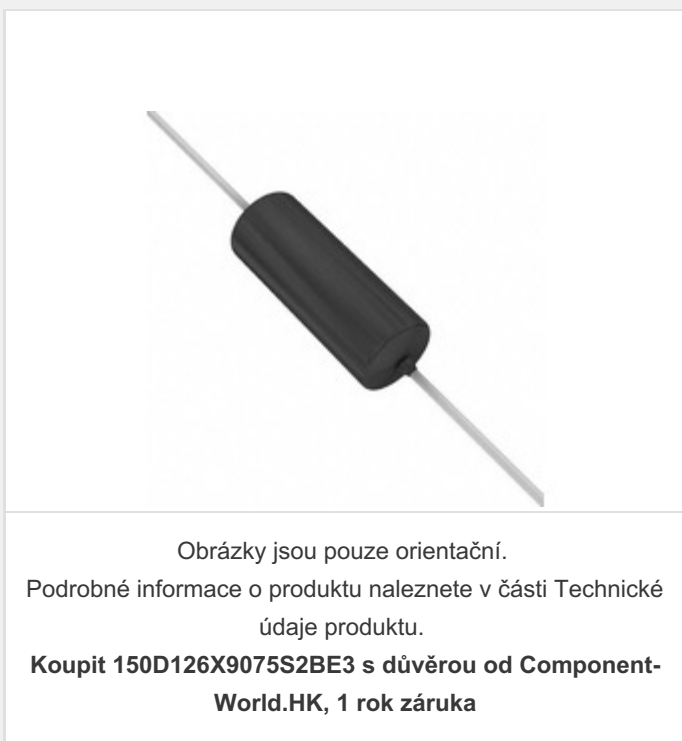 Obrázky jsou pouze orientační.
Podrobné informace o produktu naleznete v části Technické
údaje produktu.
Koupit 150D126X9075S2BE3 s důvěrou od Component-
World.HK, 1 rok záruka